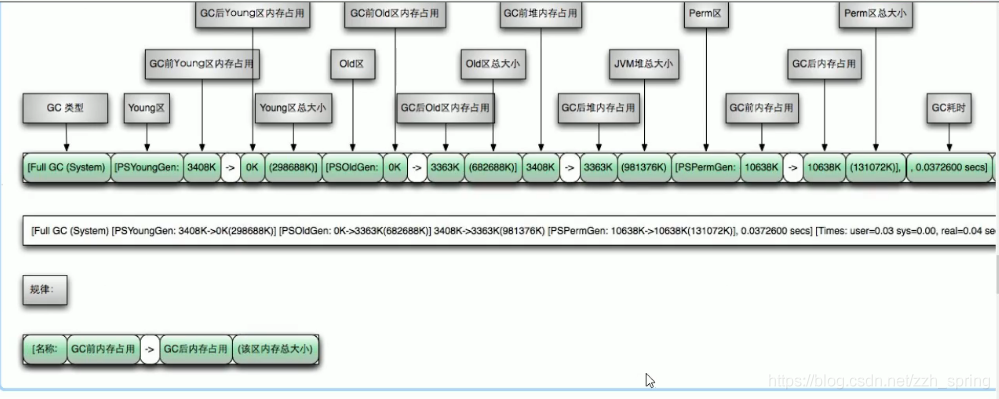 GC后Young区内存占用 GC前Old区内存占用 GC前堆内存占用 Perm区 Perm区总大小
GC前Young区内存占用 Old区 Old区总大小 JVM堆总大小 GC后内存占用
GC 类型 Young区 Young区总大小 GC后Old区内存占用 GC后堆内存占用 GC前内存占用 GC耗时
[Full GC (System) [PSYoungGen: 3408K -> 0K (298688K)] [PSOldGen: 0K -> 3363K (682688K)] 3408K -> 3363K (981376K) [PSPermGen: 10638K -> 10638K (131072K)], , 0.0372600 secs]
[Full GC (System) [PSYoungGen: 3408K->0K(298688K)] [PSOldGen: 0K->3363K(682688K)] 3408K->3363K(981376K) [PSPermGen: 10638K->10638K(131072K)], 0.0372600 secs] [Times: user=0.03 sys=0.00, real=0.04 se
规律:
[名称: GC前内存占用 -> GC后内存占用 (该区内存总大小)
https://blog.csdn.net/zzh_spring